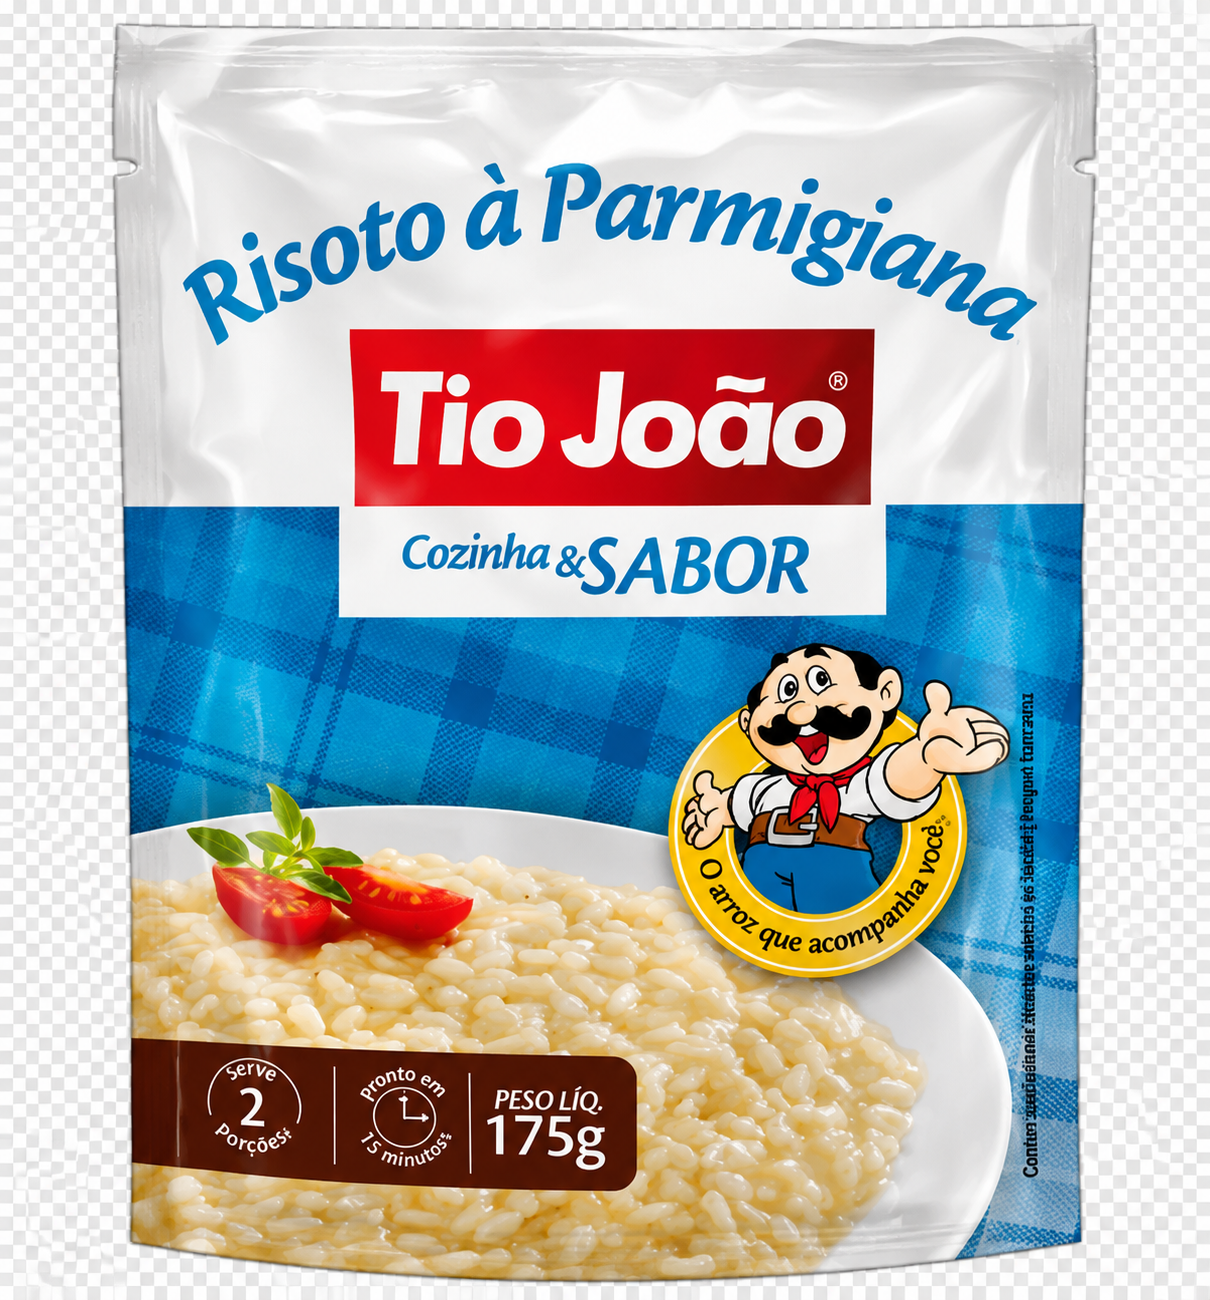 Risoto à Parmigiana
Tio João®
Cozinha & SABOR
O arroz que acompanha você
Serve
2
Porções
Pronto em
15 minutos
PESO LÍQ.
175g